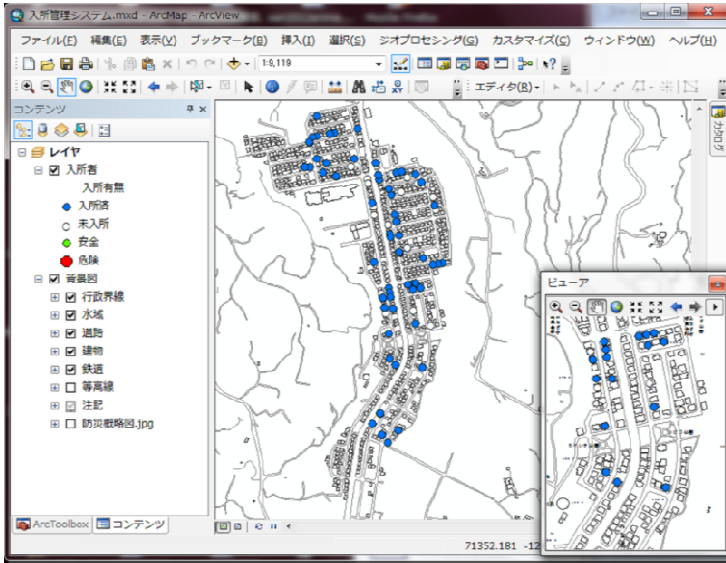 入所管理システム.mxd - ArcMap - ArcView
ファイル(F) 編集(E) 表示(V) ブックマーク(B) 挿入(I) 選択(S) ジオプロセシング(G) カスタマイズ(C) ウィンドウ(W) ヘルプ(H)
1:9,119
エディタ(R)
コンテンツ
カタログ
レイヤ
入所者
入所有無
入所済
未入所
安全
危険
背景図
行政界線
水域
道路
建物
鉄道
等高線
注記
防災概略図.jpg
ビューア
ArcToolbox コンテンツ
71352.181 -12